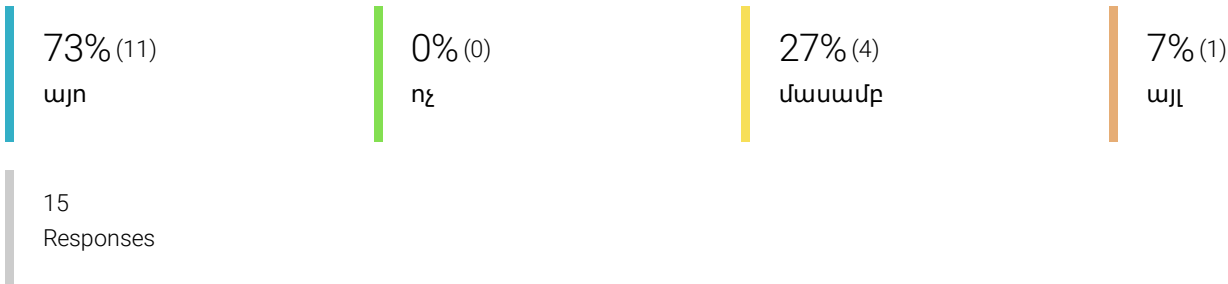 73% (11)
այո
0% (0)
ոչ
27% (4)
մասամբ
7% (1)
այլ
15
Responses